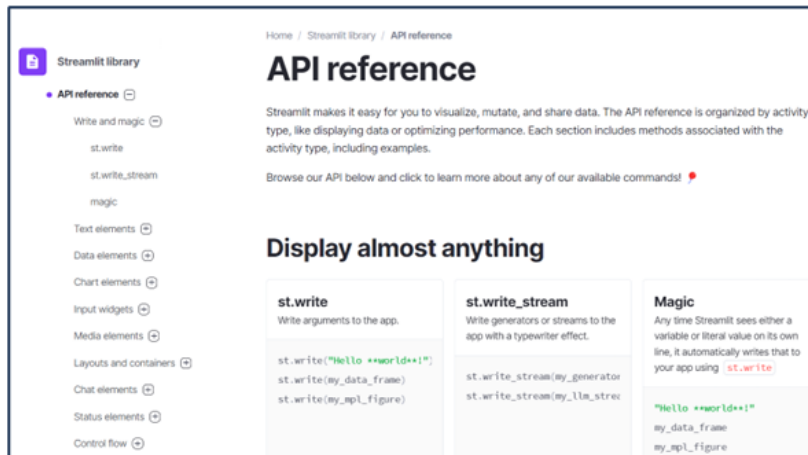 Home / Streamlit library / API reference
Streamlit library
API reference
Write and magic
st.write
st.write_stream
magic
Text elements
Data elements
Chart elements
Input widgets
Media elements
Layouts and containers
Chat elements
Status elements
Control flow
API reference
Streamlit makes it easy for you to visualize, mutate, and share data. The API reference is organized by activity
type, like displaying data or optimizing performance. Each section includes methods associated with the
activity type, including examples.
Browse our API below and click to learn more about any of our available commands! 🎈
Display almost anything
st.write
Write arguments to the app.
st.write("Hello **world**!")
st.write(my_data_frame)
st.write(my_mpl_figure)
st.write_stream
Write generators or streams to the
app with a typewriter effect.
st.write_stream(my_generator
st.write_stream(my_llm_strea
Magic
Any time Streamlit sees either a
variable or literal value on its own
line, it automatically writes that to
your app using st.write
"Hello **world**!"
my_data_frame
my_mpl_figure